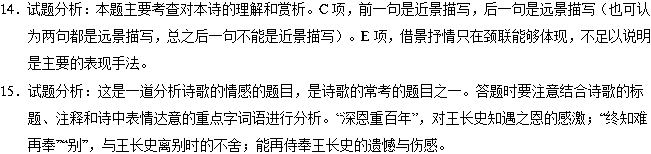 14. 试题分析：本题主要考查对本诗的理解和赏析。C 项，前一句是近景描写，后一句是远景描写（也可认
为两句都是远景描写，总之后一句不能是近景描写）。E 项，借景抒情只在颈联能够体现，不足以说明
是主要的表现手法。
15. 试题分析：这是一道分析诗歌的情感的题目，是诗歌的常考的题目之一。答题时要注意结合诗歌的标
题、注释和诗中表情达意的重点字词语进行分析。“深恩重百年”，对王长史知遇之恩的感激；“终知难
再奉”“别”，与王长史离别时的不舍；能再侍奉王长史的遗憾与伤感。